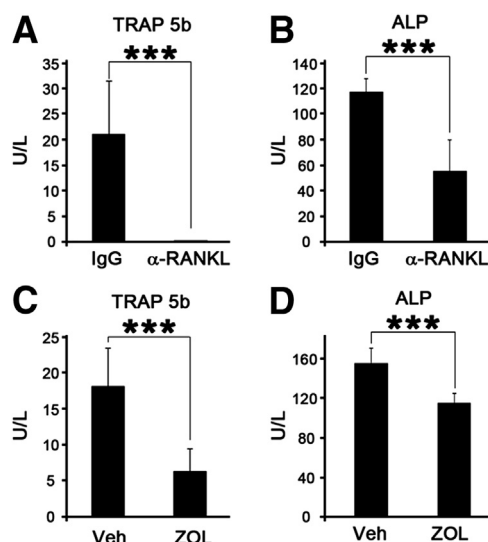 A
TRAP 5b
***
U/L
35
30
25
20
15
10
5
0
IgG α-RANKL
B
ALP
***
U/L
140
120
100
80
60
40
20
0
IgG α-RANKL
C
TRAP 5b
***
U/L
25
20
15
10
5
0
Veh ZOL
D
ALP
***
U/L
160
120
80
40
0
Veh ZOL